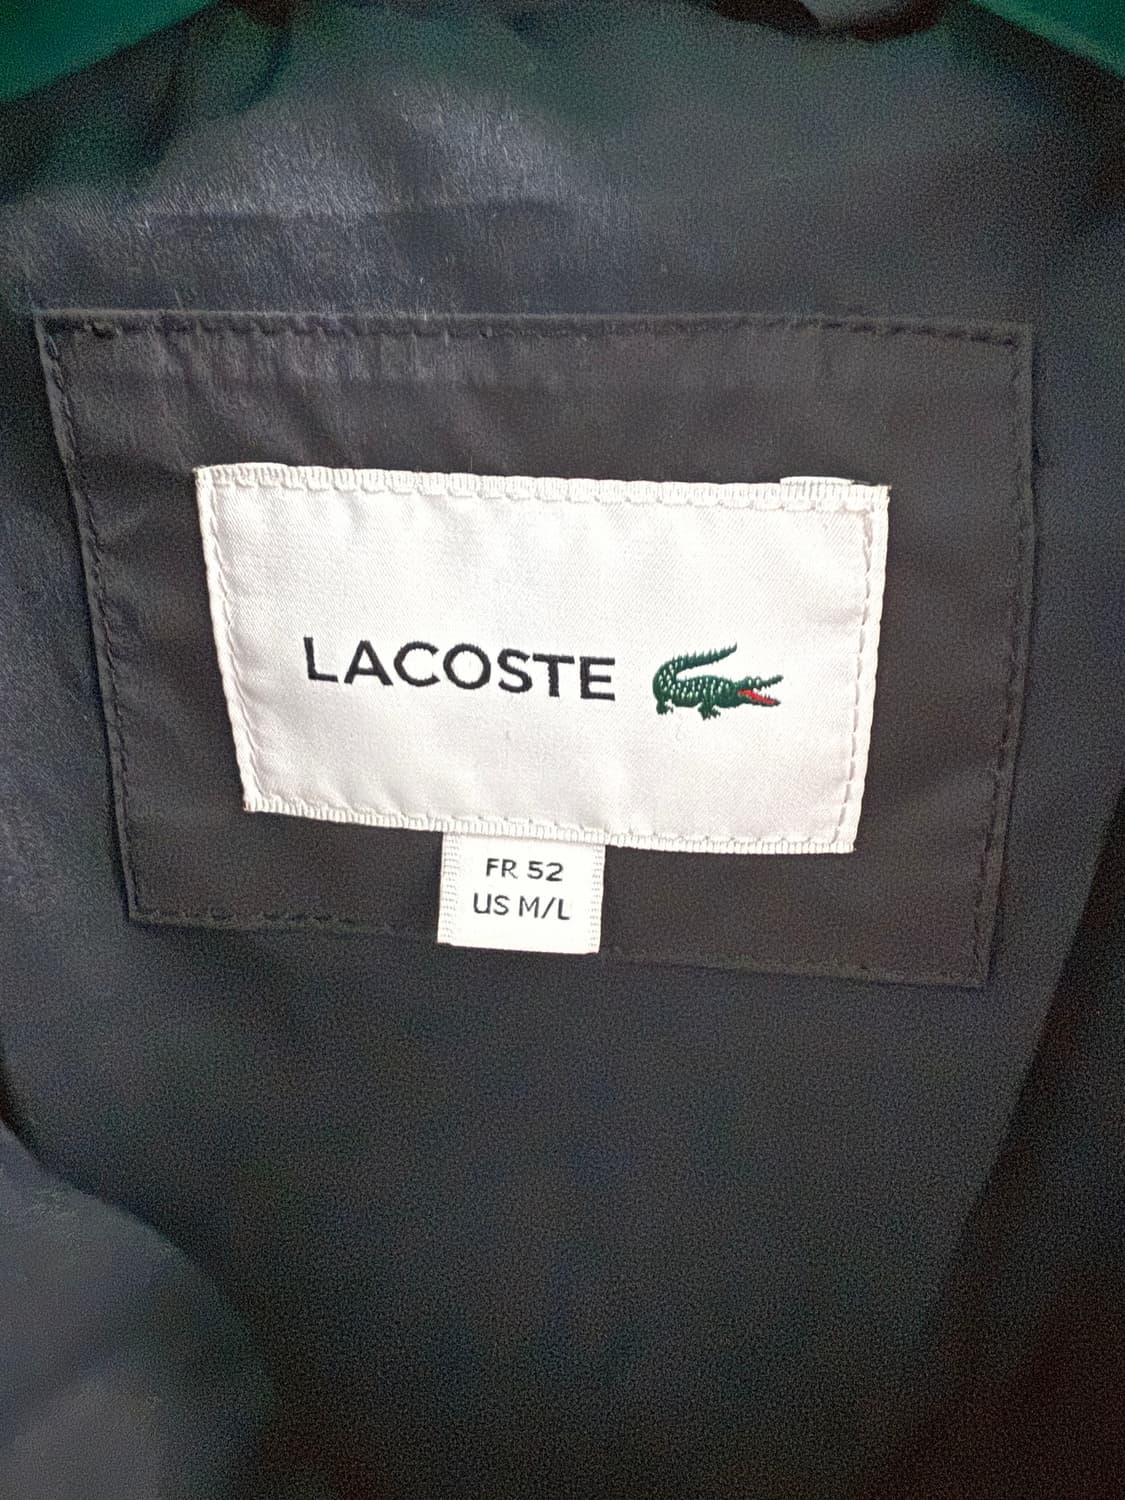 LACOSTE
FR 52
US M/L